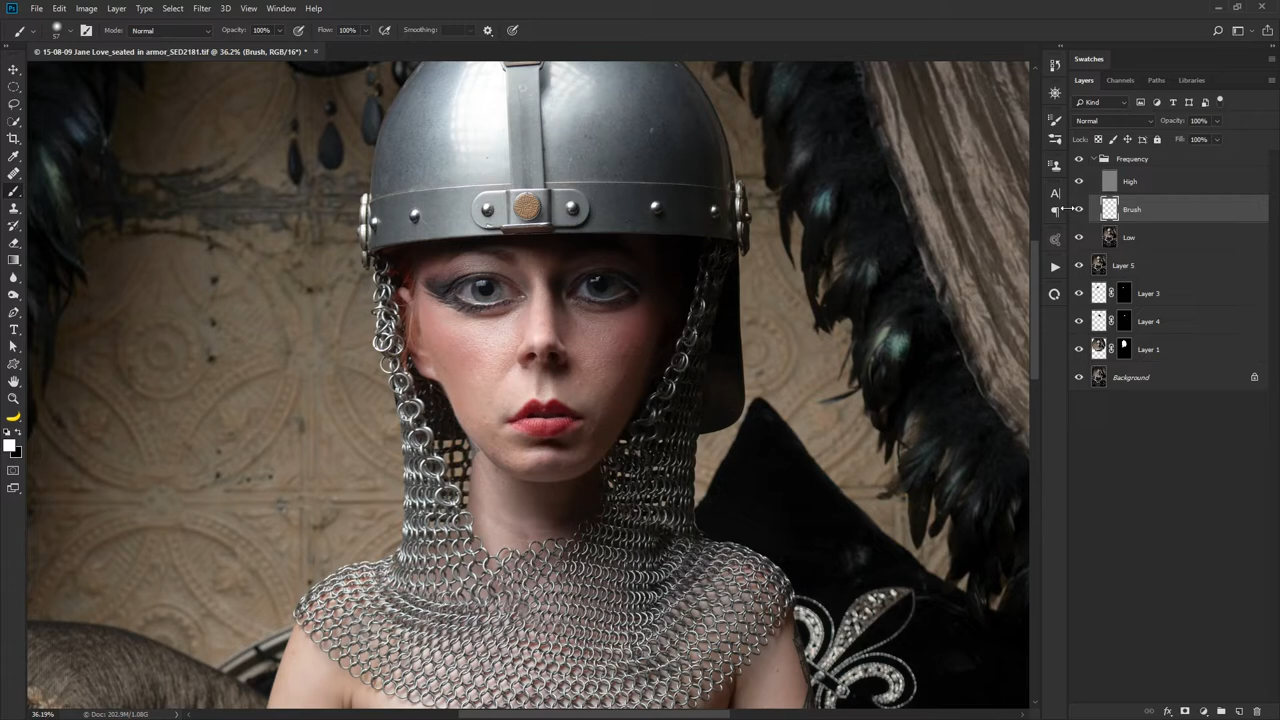 Ps File Edit Image Layer Type Select Filter 3D View Window Help
57 Mode: Normal Opacity: 100% Flow: 100% Smoothing:
© 15-08-09 Jane Love_seated in armor_SED2181.tif @ 36.2% (Brush, RGB/16*) * ×
Swatches
Layers Channels Paths Libraries
Kind
Normal Opacity: 100%
Lock: Fill: 100%
Frequency
High
Brush
Low
Layer 5
Layer 3
Layer 4
Layer 1
Background
36.19% Doc: 202.9M/1.08G